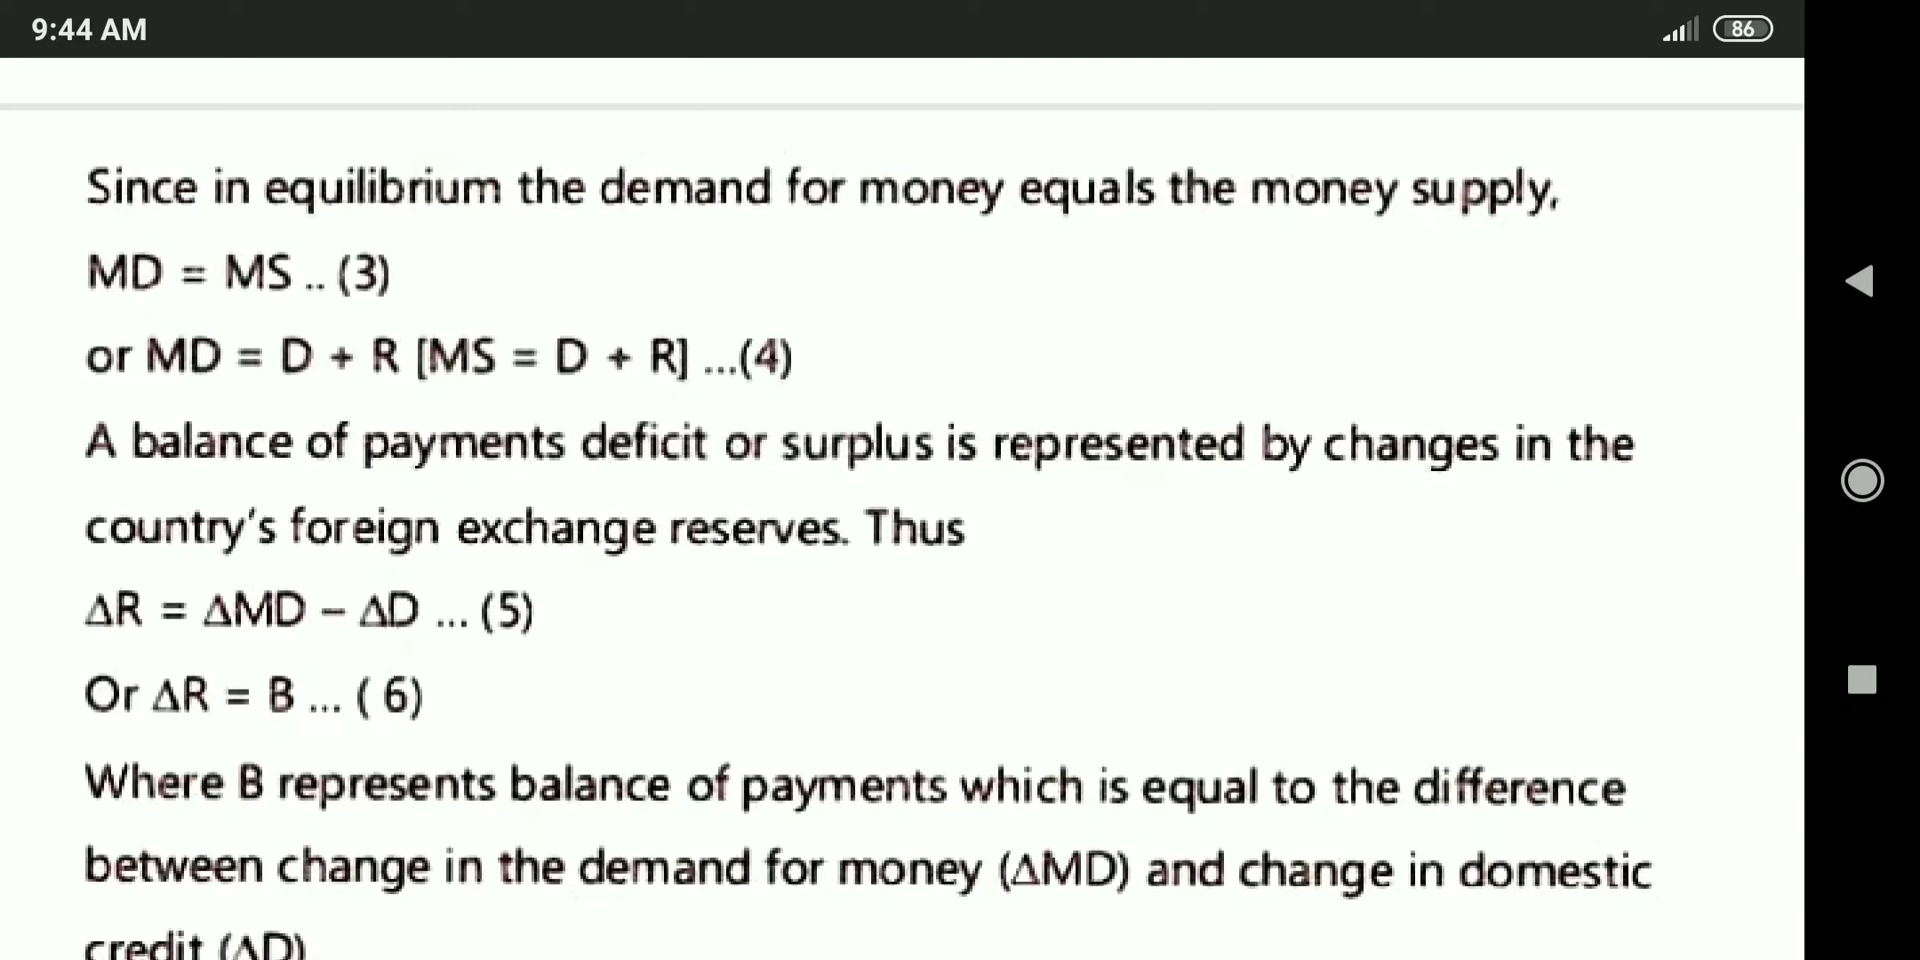 9:44 AM
86
Since in equilibrium the demand for money equals the money supply,
MD = MS .. (3)
or MD = D + R [MS = D + R] ...(4)
A balance of payments deficit or surplus is represented by changes in the
country's foreign exchange reserves. Thus
ΔR = ΔMD – ΔD ... (5)
Or ΔR = B ... ( 6)
Where B represents balance of payments which is equal to the difference
between change in the demand for money (ΔMD) and change in domestic
credit (ΔD).